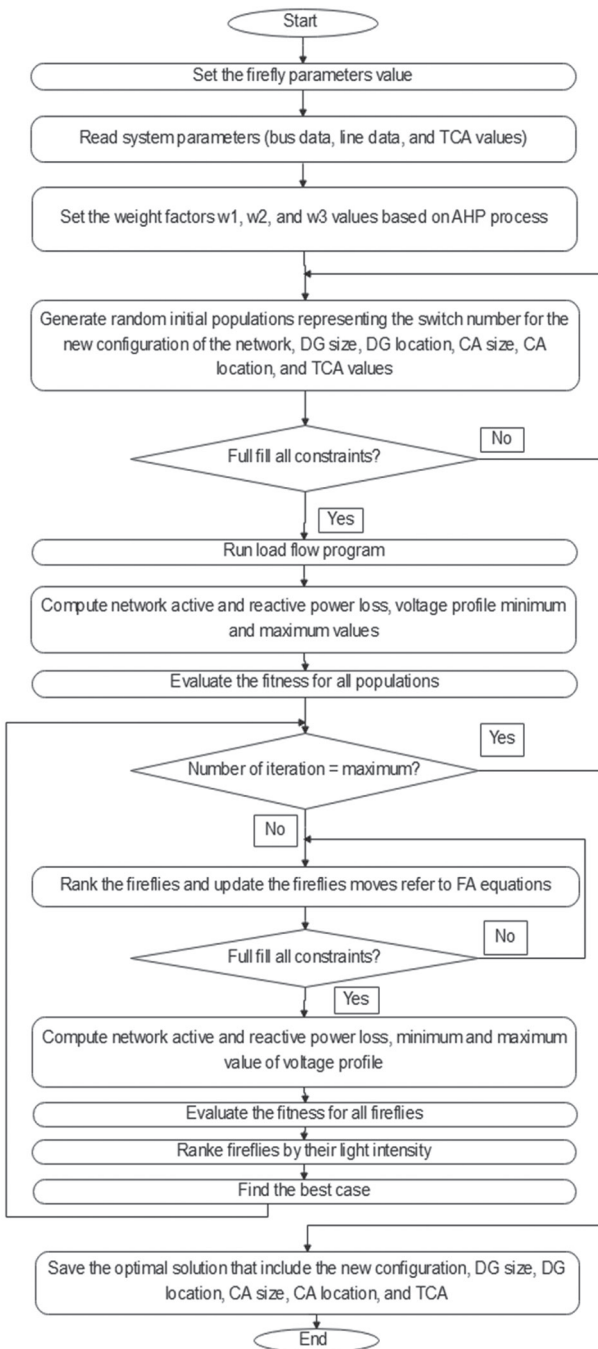 Start
Set the firefly parameters value
Read system parameters (bus data, line data, and TCA values)
Set the weight factors w1, w2, and w3 values based on AHP process
Generate random initial populations representing the switch number for the
new configuration of the network, DG size, DG location, CA size, CA
location, and TCA values
Full fill all constraints?
No
Yes
Run load flow program
Compute network active and reactive power loss, voltage profile minimum
and maximum values
Evaluate the fitness for all populations
Yes
Number of iteration = maximum?
No
Rank the fireflies and update the fireflies moves refer to FA equations
Full fill all constraints?
No
Yes
Compute network active and reactive power loss, minimum and maximum
value of voltage profile
Evaluate the fitness for all fireflies
Ranke fireflies by their light intensity
Find the best case
Save the optimal solution that include the new configuration, DG size, DG
location, CA size, CA location, and TCA
End